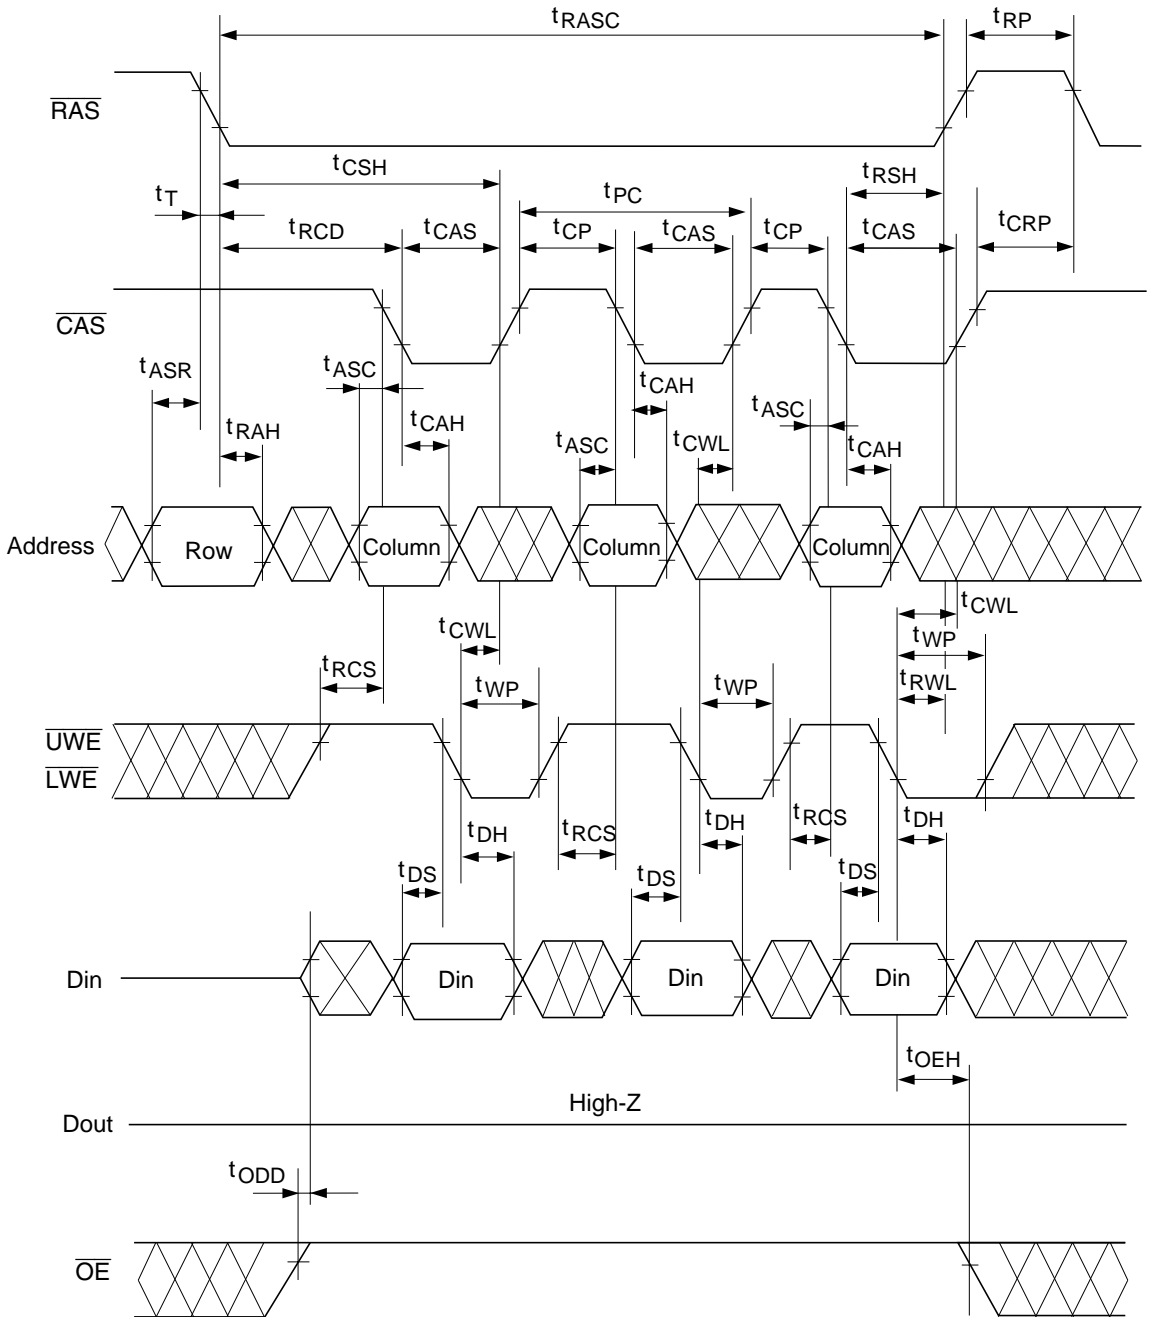 tRASC
tRP
RAS
tCSH
tRSH
tT
tPC
tRCD
tCAS
tCP
tCAS
tCP
tCAS
tCRP
CAS
tASR
tASC
tCAH
tRAH
tCAH
tASC
tCWL
tASC
tCAH
Address
Row
Column
Column
Column
tCWL
tCWL
tWP
tRCS
tWP
tWP
tRWL
UWE
LWE
tDH
tRCS
tDH
tRCS
tDH
tDS
tDS
tDS
Din
Din
Din
Din
tOEH
High-Z
Dout
tODD
OE